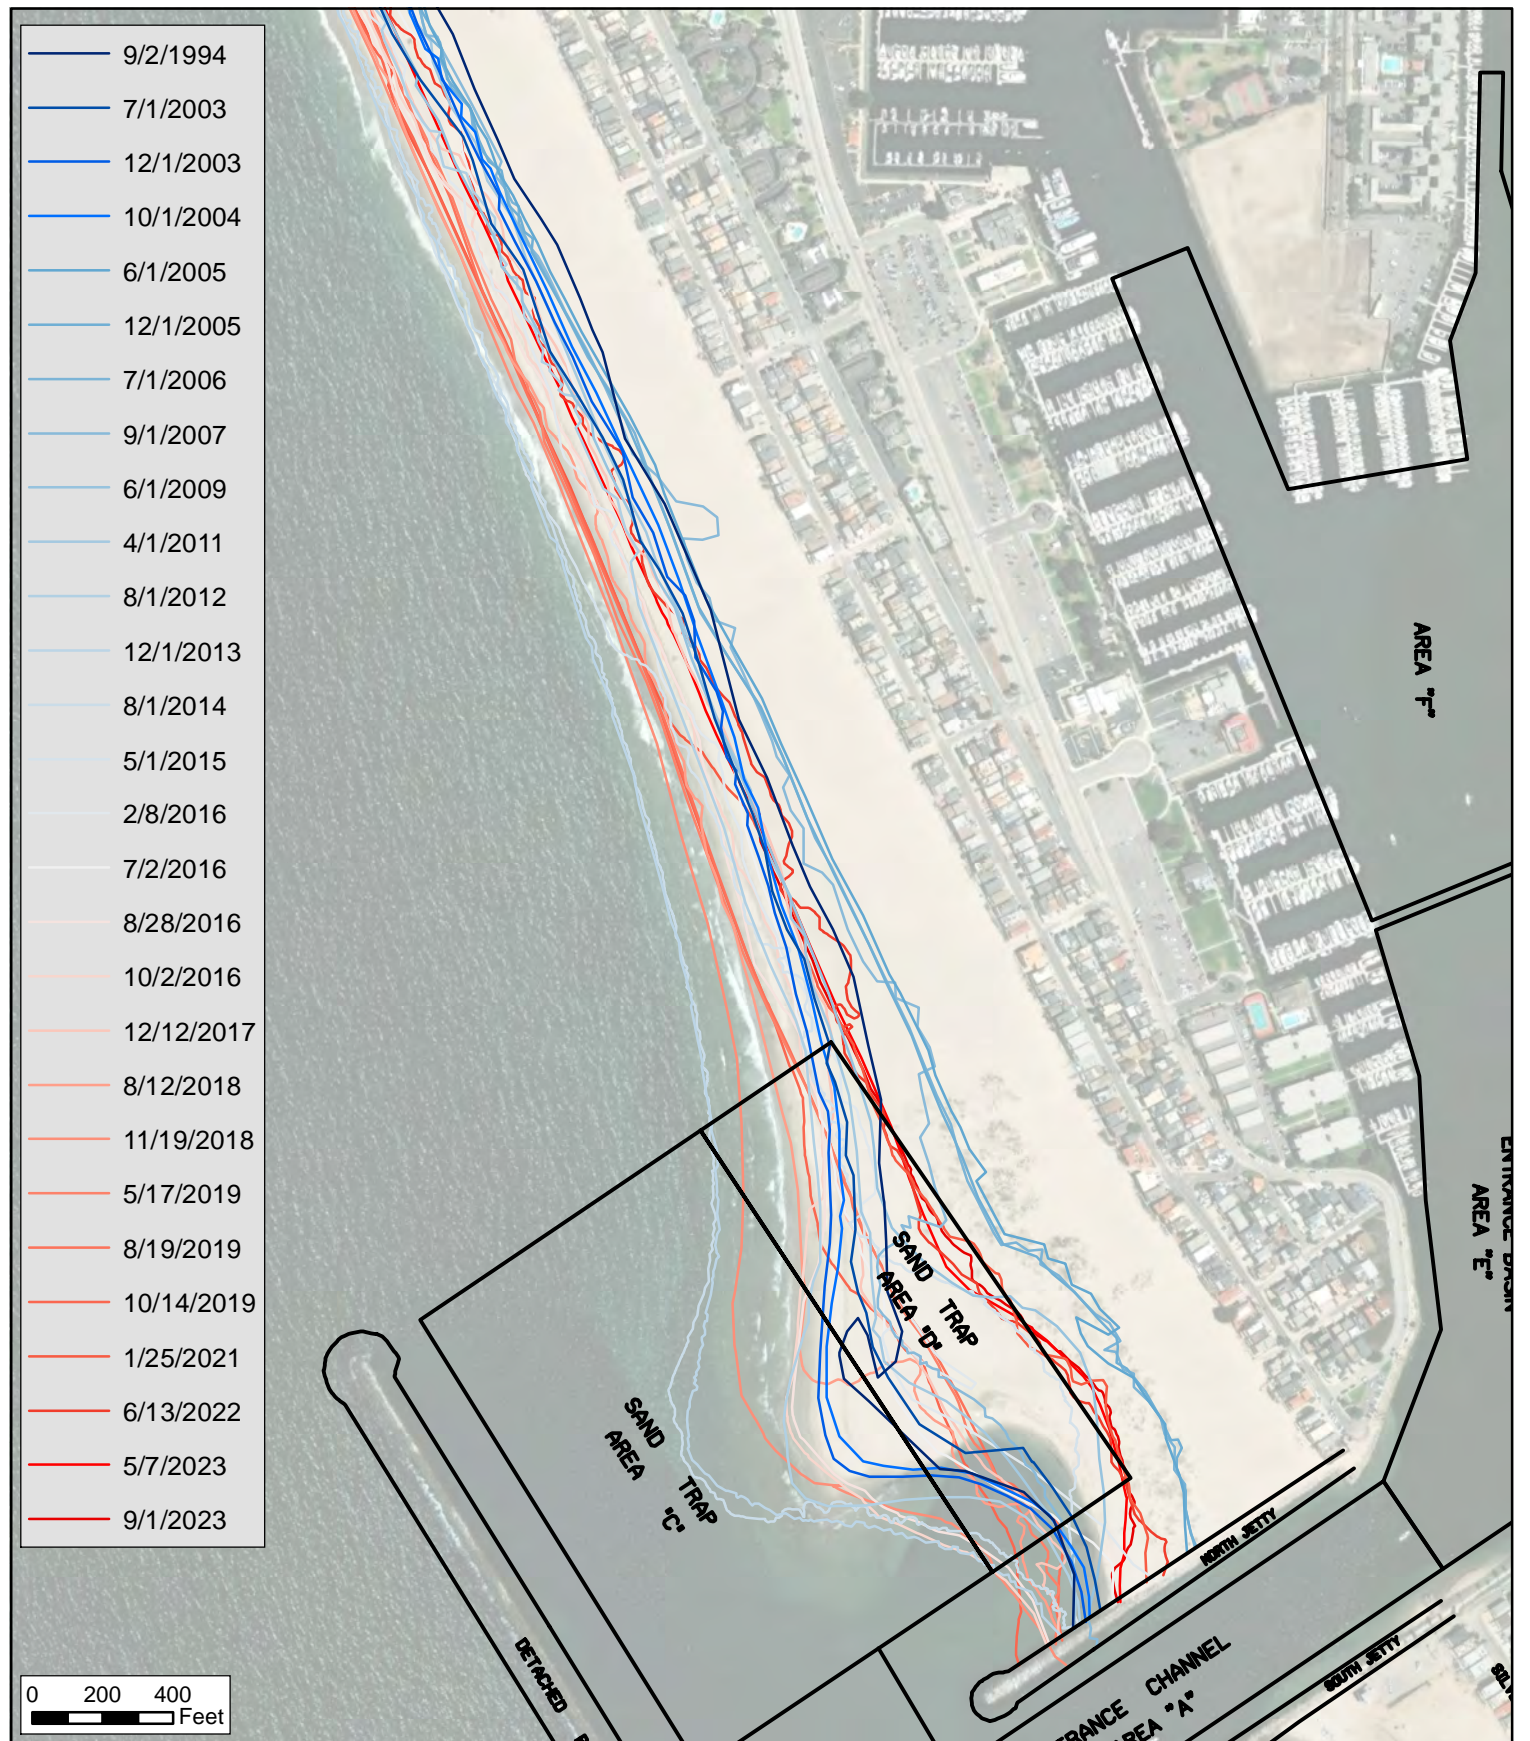 9/2/1994
7/1/2003
12/1/2003
10/1/2004
6/1/2005
12/1/2005
7/1/2006
9/1/2007
6/1/2009
4/1/2011
8/1/2012
12/1/2013
8/1/2014
5/1/2015
2/8/2016
7/2/2016
8/28/2016
10/2/2016
12/12/2017
8/12/2018
11/19/2018
5/17/2019
8/19/2019
10/14/2019
1/25/2021
6/13/2022
5/7/2023
9/1/2023
AREA "F"
ENTRANCE BASIN
AREA "E"
SAND TRAP
AREA "D"
SAND TRAP
AREA "C"
NORTH JETTY
DETACHED
CHANNEL
AREA "A"
SOUTH JETTY
0 200 400
Feet